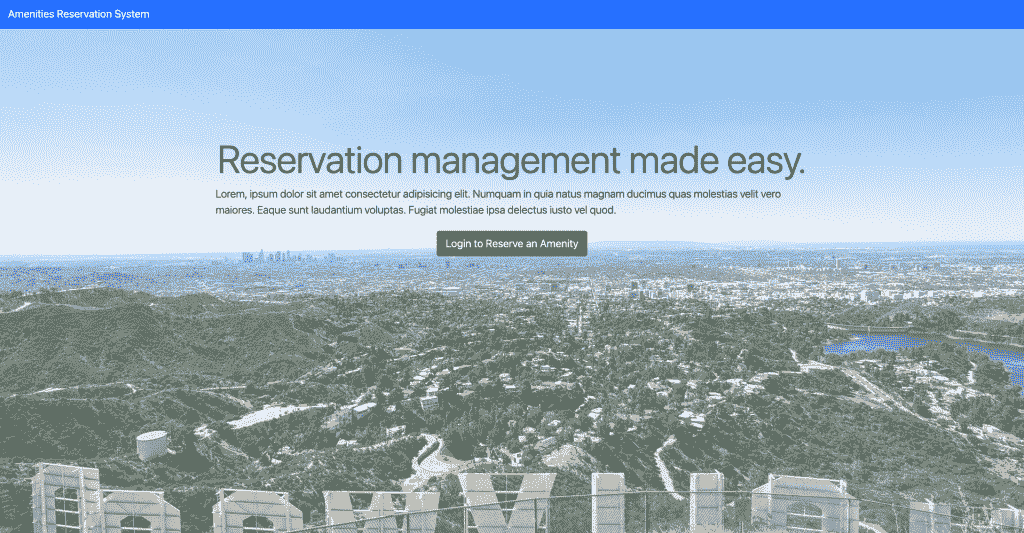 Amenities Reservation System
Reservation management made easy.
Lorem, ipsum dolor sit amet consectetur adipisicing elit. Numquam in quia natus magnam ducimus quas molestias velit vero
maiores. Eaque sunt laudantium voluptas. Fugiat molestiae ipsa delectus iusto vel quod.
Login to Reserve an Amenity